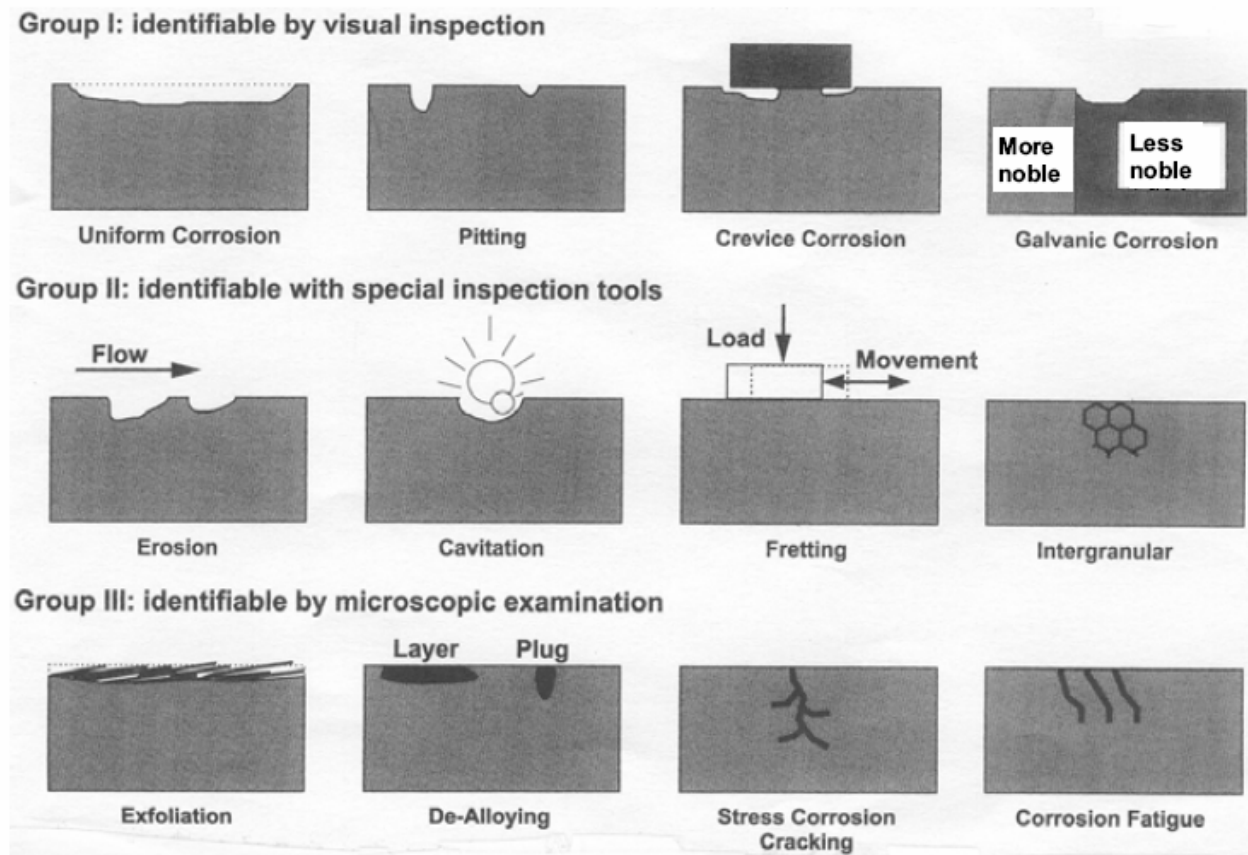 Group I: identifiable by visual inspection
More
noble
Less
noble
Uniform Corrosion
Pitting
Crevice Corrosion
Galvanic Corrosion
Group II: identifiable with special inspection tools
Flow
Load
Movement
Erosion
Cavitation
Fretting
Intergranular
Group III: identifiable by microscopic examination
Layer
Plug
Exfoliation
De-Alloying
Stress Corrosion
Cracking
Corrosion Fatigue